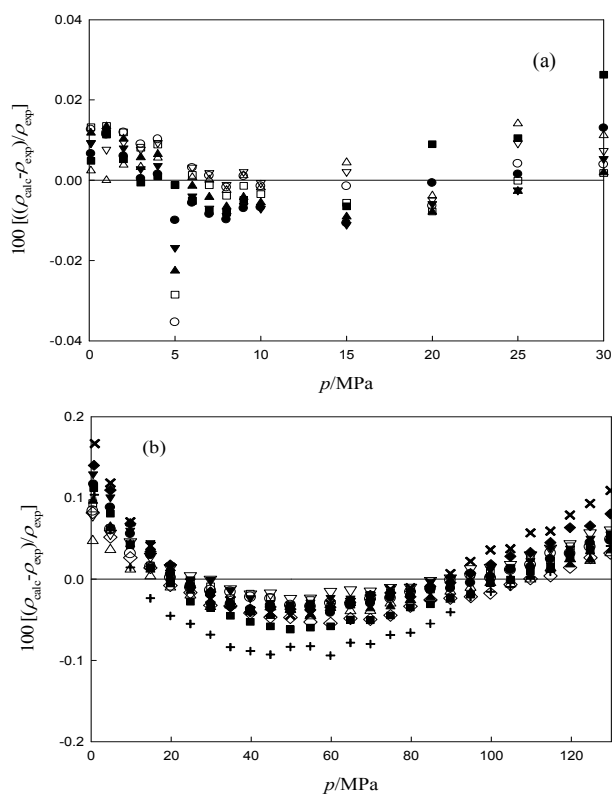 0.04
(a)
0.02
0.00
-0.02
-0.04
100 [((ρcalc-ρexp)/ρexp]
0 5 10 15 20 25 30
p/MPa
0.2
(b)
0.1
0.0
-0.1
-0.2
100 [((ρcalc-ρexp)/ρexp]
0 20 40 60 80 100 120
p/MPa